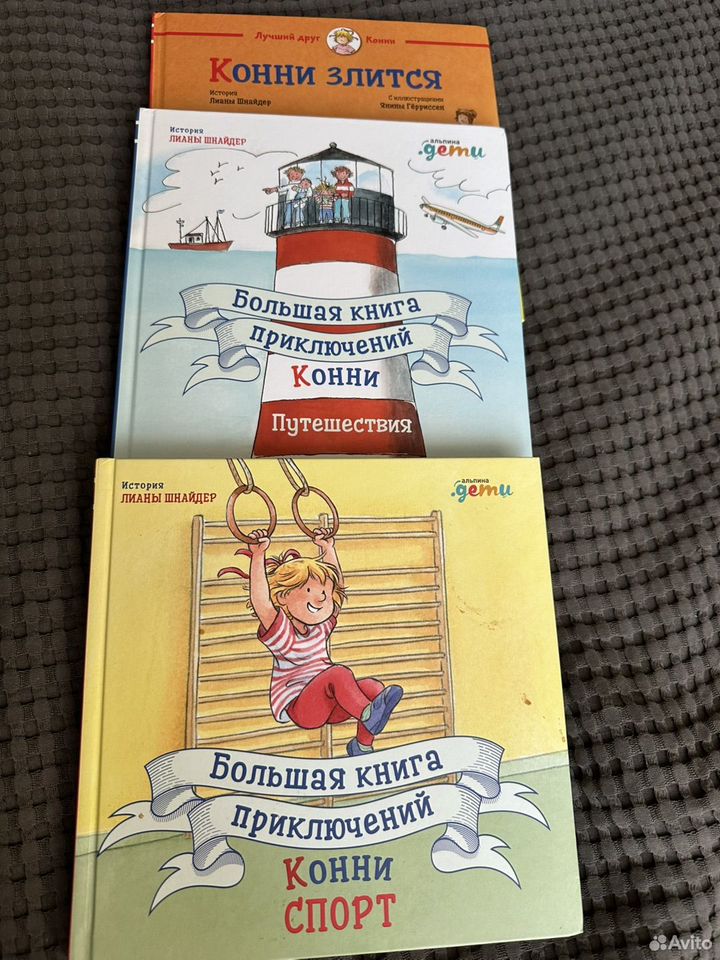 Лучший друг Конни
Конни злится
История
Лианы Шнайдер
С иллюстрациями
Янины Гёрриссен
История
Лианы Шнайдер
альпина
.дети
Большая книга
приключений
Конни
Путешествия
История
Лианы Шнайдер
альпина
.дети
Большая книга
приключений
Конни
СПОРТ
Avito